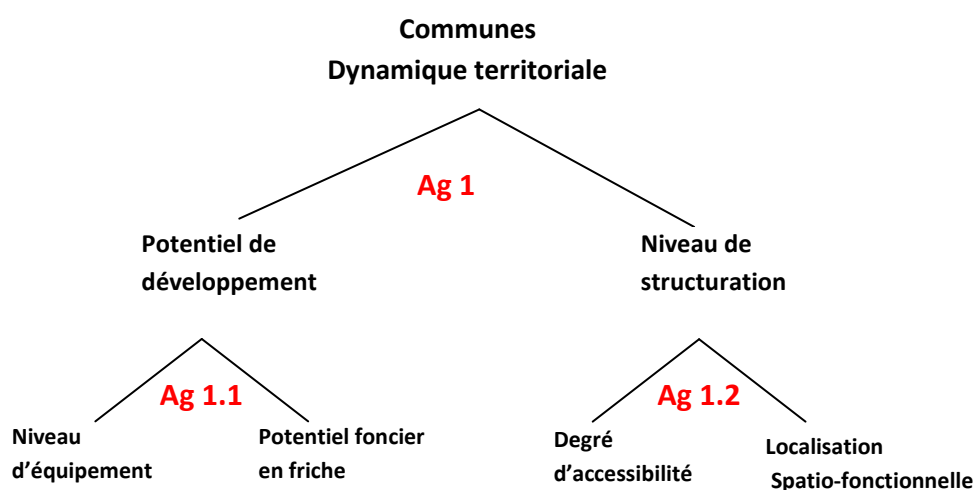 Communes
Dynamique territoriale
Ag 1
Potentiel de
développement
Niveau de
structuration
Ag 1.1
Ag 1.2
Niveau
d’équipement
Potentiel foncier
en friche
Degré
d’accessibilité
Localisation
Spatio-fonctionnelle